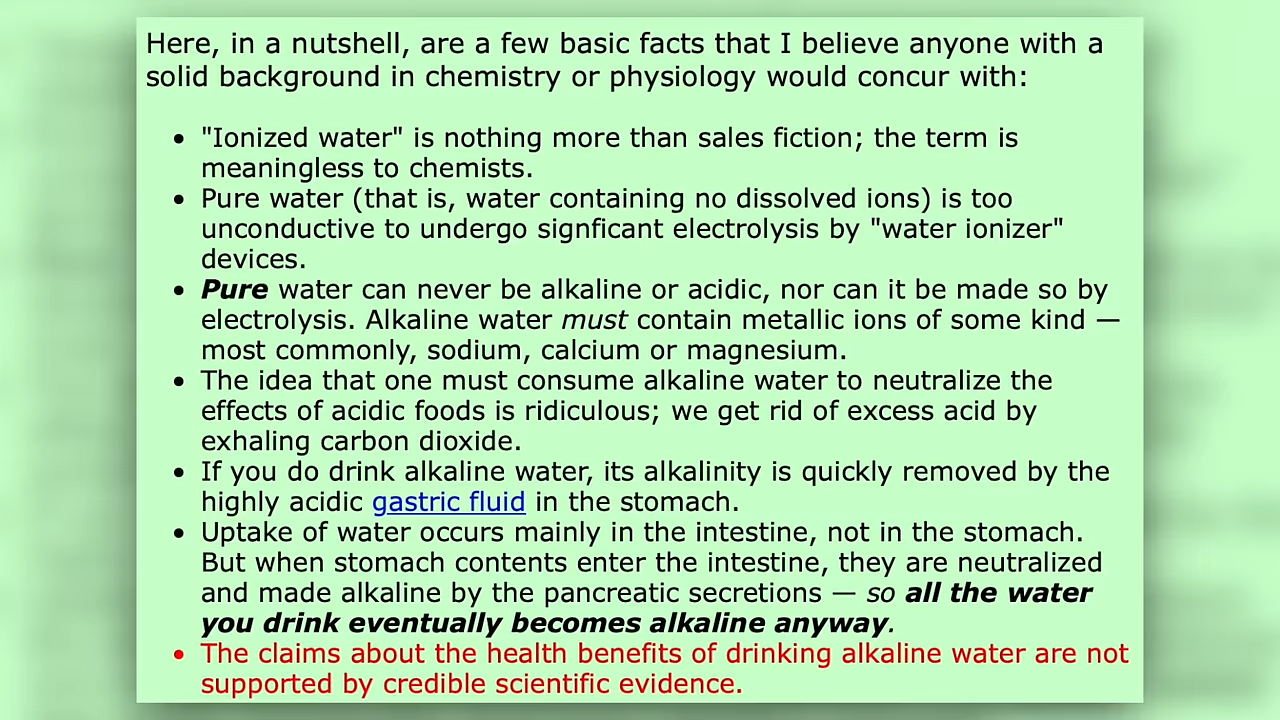 Here, in a nutshell, are a few basic facts that I believe anyone with a
solid background in chemistry or physiology would concur with:
• "Ionized water" is nothing more than sales fiction; the term is
meaningless to chemists.
• Pure water (that is, water containing no dissolved ions) is too
unconductive to undergo signficant electrolysis by "water ionizer"
devices.
• Pure water can never be alkaline or acidic, nor can it be made so by
electrolysis. Alkaline water must contain metallic ions of some kind —
most commonly, sodium, calcium or magnesium.
• The idea that one must consume alkaline water to neutralize the
effects of acidic foods is ridiculous; we get rid of excess acid by
exhaling carbon dioxide.
• If you do drink alkaline water, its alkalinity is quickly removed by the
highly acidic gastric fluid in the stomach.
• Uptake of water occurs mainly in the intestine, not in the stomach.
But when stomach contents enter the intestine, they are neutralized
and made alkaline by the pancreatic secretions — so all the water
you drink eventually becomes alkaline anyway.
• The claims about the health benefits of drinking alkaline water are not
supported by credible scientific evidence.